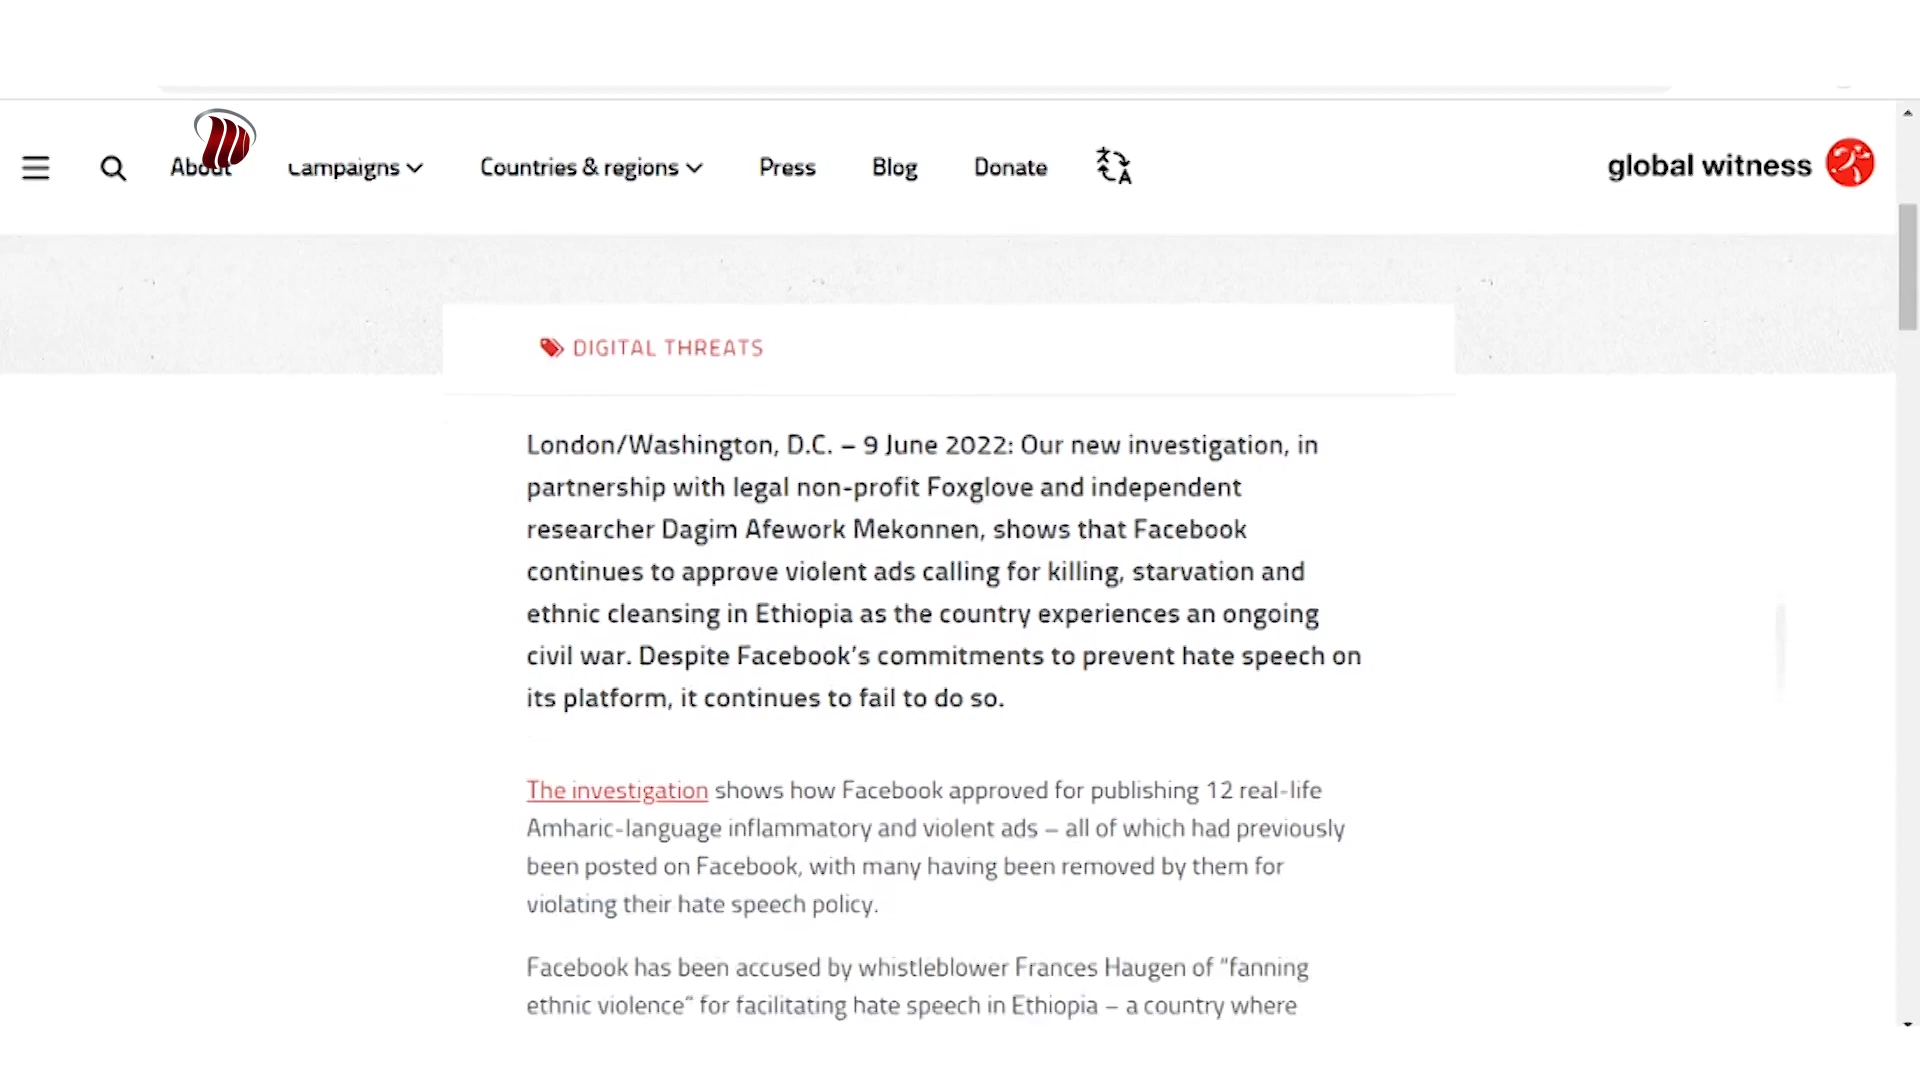 About
Campaigns
Countries & regions
Press
Blog
Donate
global witness
DIGITAL THREATS
London/Washington, D.C. – 9 June 2022: Our new investigation, in
partnership with legal non-profit Foxglove and independent
researcher Dagim Afework Mekonnen, shows that Facebook
continues to approve violent ads calling for killing, starvation and
ethnic cleansing in Ethiopia as the country experiences an ongoing
civil war. Despite Facebook’s commitments to prevent hate speech on
its platform, it continues to fail to do so.
The investigation shows how Facebook approved for publishing 12 real-life
Amharic-language inflammatory and violent ads – all of which had previously
been posted on Facebook, with many having been removed by them for
violating their hate speech policy.
Facebook has been accused by whistleblower Frances Haugen of “fanning
ethnic violence” for facilitating hate speech in Ethiopia – a country where